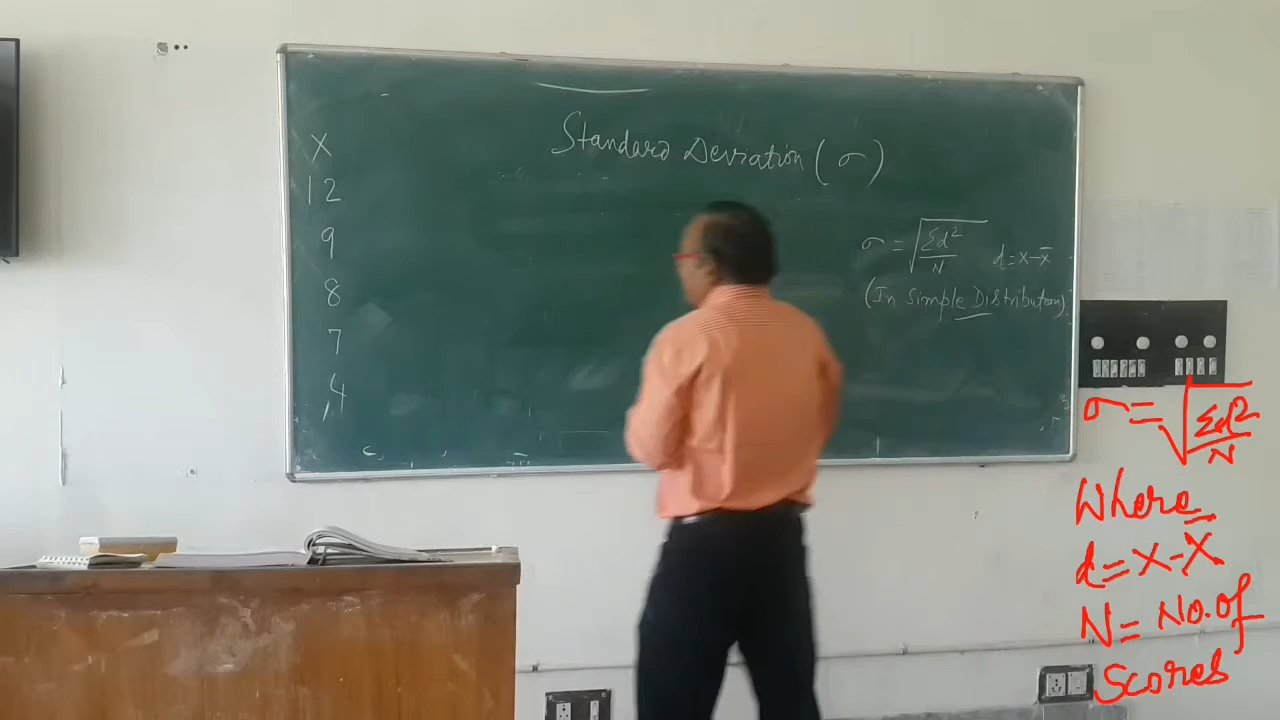 Standard Deviation (σ)
X
12
9
8
7
4
σ = √Σd²/N d = x - x̄
(In Simple Distribution)
σ = √Σd²/N
Where
d = X - X̄
N = No. of
Scores